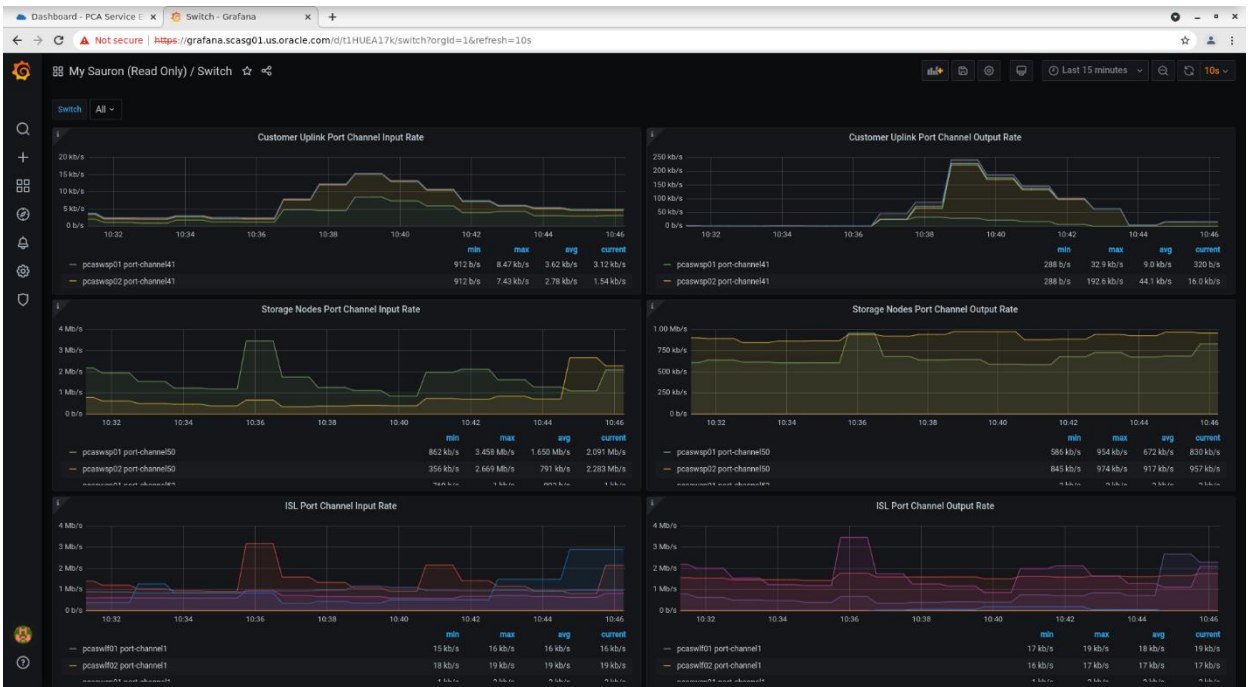 Dashboard - PCA Service E x
Switch - Grafana x +
Not secure | https://grafana.scasg01.us.oracle.com/d/t1HUEA17k/switch?orgId=1&refresh=10s
My Sauron (Read Only) / Switch
Last 15 minutes
10s
Switch All
Customer Uplink Port Channel Input Rate
20 kb/s
15 kb/s
10 kb/s
5 kb/s
0 b/s
10:32 10:34 10:36 10:38 10:40 10:42 10:44 10:46
min max avg current
pcaswsp01 port-channel41 912 b/s 8.47 kb/s 3.62 kb/s 3.12 kb/s
pcaswsp02 port-channel41 912 b/s 7.43 kb/s 2.78 kb/s 1.54 kb/s
Customer Uplink Port Channel Output Rate
250 kb/s
200 kb/s
150 kb/s
100 kb/s
50 kb/s
0 b/s
10:32 10:34 10:36 10:38 10:40 10:42 10:44 10:46
min max avg current
pcaswsp01 port-channel41 288 b/s 32.9 kb/s 9.0 kb/s 320 b/s
pcaswsp02 port-channel41 288 b/s 192.6 kb/s 44.1 kb/s 16.0 kb/s
Storage Nodes Port Channel Input Rate
4 Mb/s
3 Mb/s
2 Mb/s
1 Mb/s
0 b/s
10:32 10:34 10:36 10:38 10:40 10:42 10:44 10:46
min max avg current
pcaswsp01 port-channel50 862 kb/s 3.458 Mb/s 1.650 Mb/s 2.091 Mb/s
pcaswsp02 port-channel50 356 kb/s 2.669 Mb/s 791 kb/s 2.283 Mb/s
Storage Nodes Port Channel Output Rate
1.00 Mb/s
750 kb/s
500 kb/s
250 kb/s
0 b/s
10:32 10:34 10:36 10:38 10:40 10:42 10:44 10:46
min max avg current
pcaswsp01 port-channel50 586 kb/s 954 kb/s 672 kb/s 830 kb/s
pcaswsp02 port-channel50 845 kb/s 974 kb/s 917 kb/s 957 kb/s
ISL Port Channel Input Rate
4 Mb/s
3 Mb/s
2 Mb/s
1 Mb/s
0 b/s
10:32 10:34 10:36 10:38 10:40 10:42 10:44 10:46
min max avg current
pcaswlf01 port-channel1 15 kb/s 16 kb/s 16 kb/s 16 kb/s
pcaswlf02 port-channel1 18 kb/s 19 kb/s 19 kb/s 19 kb/s
ISL Port Channel Output Rate
4 Mb/s
3 Mb/s
2 Mb/s
1 Mb/s
0 b/s
10:32 10:34 10:36 10:38 10:40 10:42 10:44 10:46
min max avg current
pcaswlf01 port-channel1 17 kb/s 19 kb/s 18 kb/s 19 kb/s
pcaswlf02 port-channel1 16 kb/s 17 kb/s 17 kb/s 17 kb/s